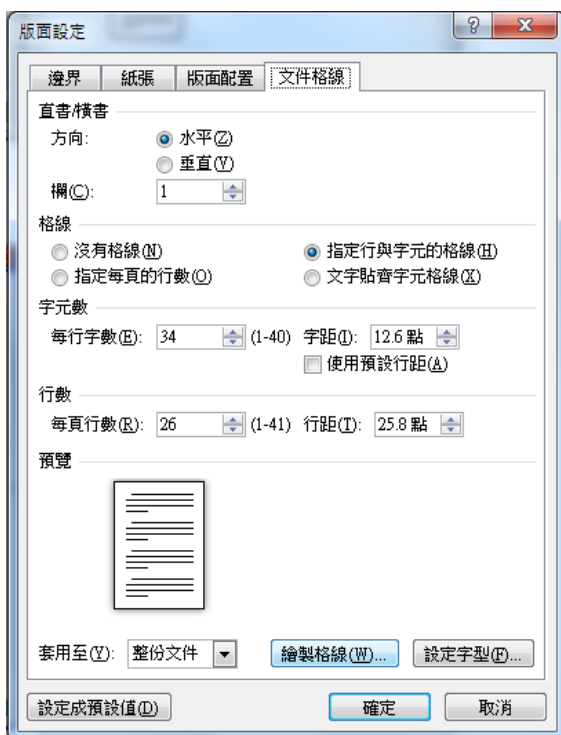 版面設定
邊界 紙張 版面配置 文件格線
直書/橫書
方向: 水平(Z)
垂直(V)
欄(C): 1
格線
沒有格線(N) 指定行與字元的格線(H)
指定每頁的行數(O) 文字貼齊字元格線(X)
字元數
每行字數(E): 34 (1-40) 字距(I): 12.6 點
使用預設行距(A)
行數
每頁行數(R): 26 (1-41) 行距(T): 25.8 點
預覽
套用至(Y): 整份文件 繪製格線(W)... 設定字型(F)...
設定成預設值(D) 確定 取消